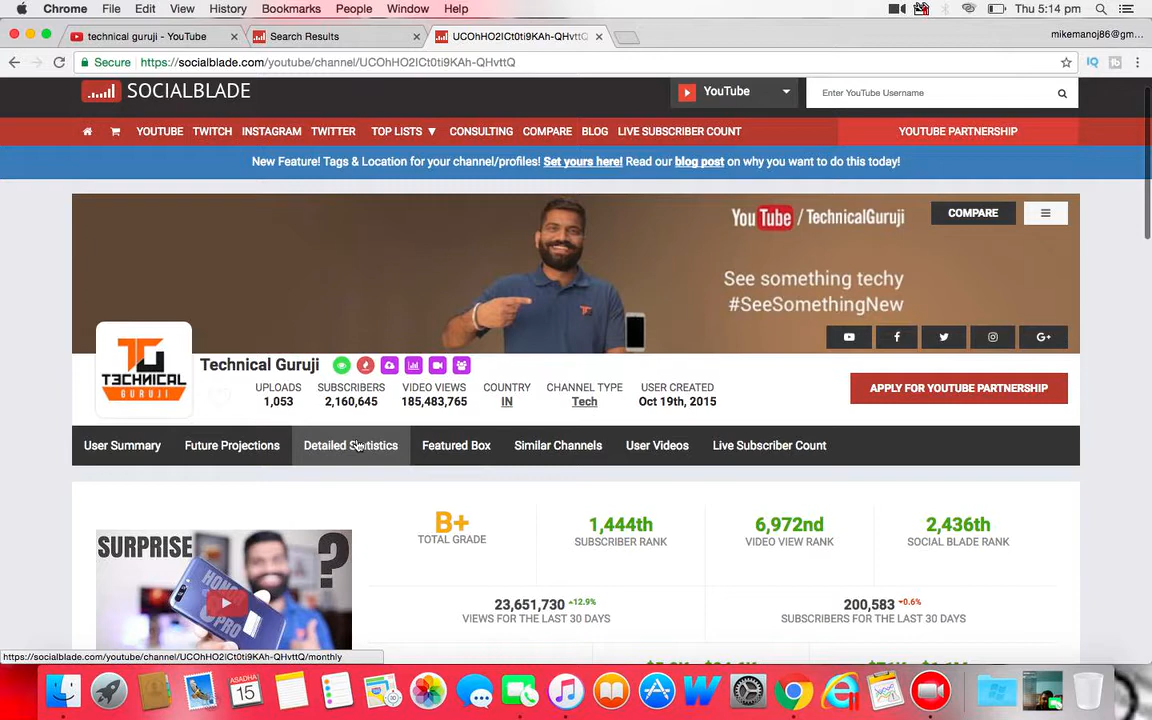 Chrome File Edit View History Bookmarks People Window Help Thu 5:14 pm
technical guruji - YouTube Search Results UCOhHO2ICt0ti9KAh-QHvttQ mikemanoj86@gm...
Secure https://socialblade.com/youtube/channel/UCOhHO2ICt0ti9KAh-QHvttQ
SOCIALBLADE YouTube Enter YouTube Username
YOUTUBE TWITCH INSTAGRAM TWITTER TOP LISTS ▼ CONSULTING COMPARE BLOG LIVE SUBSCRIBER COUNT YOUTUBE PARTNERSHIP
New Feature! Tags & Location for your channel/profiles! Set yours here! Read our blog post on why you want to do this today!
YouTube / TechnicalGuruji COMPARE
See something techy
#SeeSomethingNew
TECHNICAL
GURUJI
Technical Guruji
UPLOADS SUBSCRIBERS VIDEO VIEWS COUNTRY CHANNEL TYPE USER CREATED
1,053 2,160,645 185,483,765 IN Tech Oct 19th, 2015
APPLY FOR YOUTUBE PARTNERSHIP
User Summary Future Projections Detailed Statistics Featured Box Similar Channels User Videos Live Subscriber Count
B+ 1,444th 6,972nd 2,436th
TOTAL GRADE SUBSCRIBER RANK VIDEO VIEW RANK SOCIAL BLADE RANK
SURPRISE ?
HONOR
8 PRO
23,651,730 +12.9% 200,583 -0.6%
VIEWS FOR THE LAST 30 DAYS SUBSCRIBERS FOR THE LAST 30 DAYS
https://socialblade.com/youtube/channel/UCOhHO2ICt0ti9KAh-QHvttQ/monthly
ASADHA
15